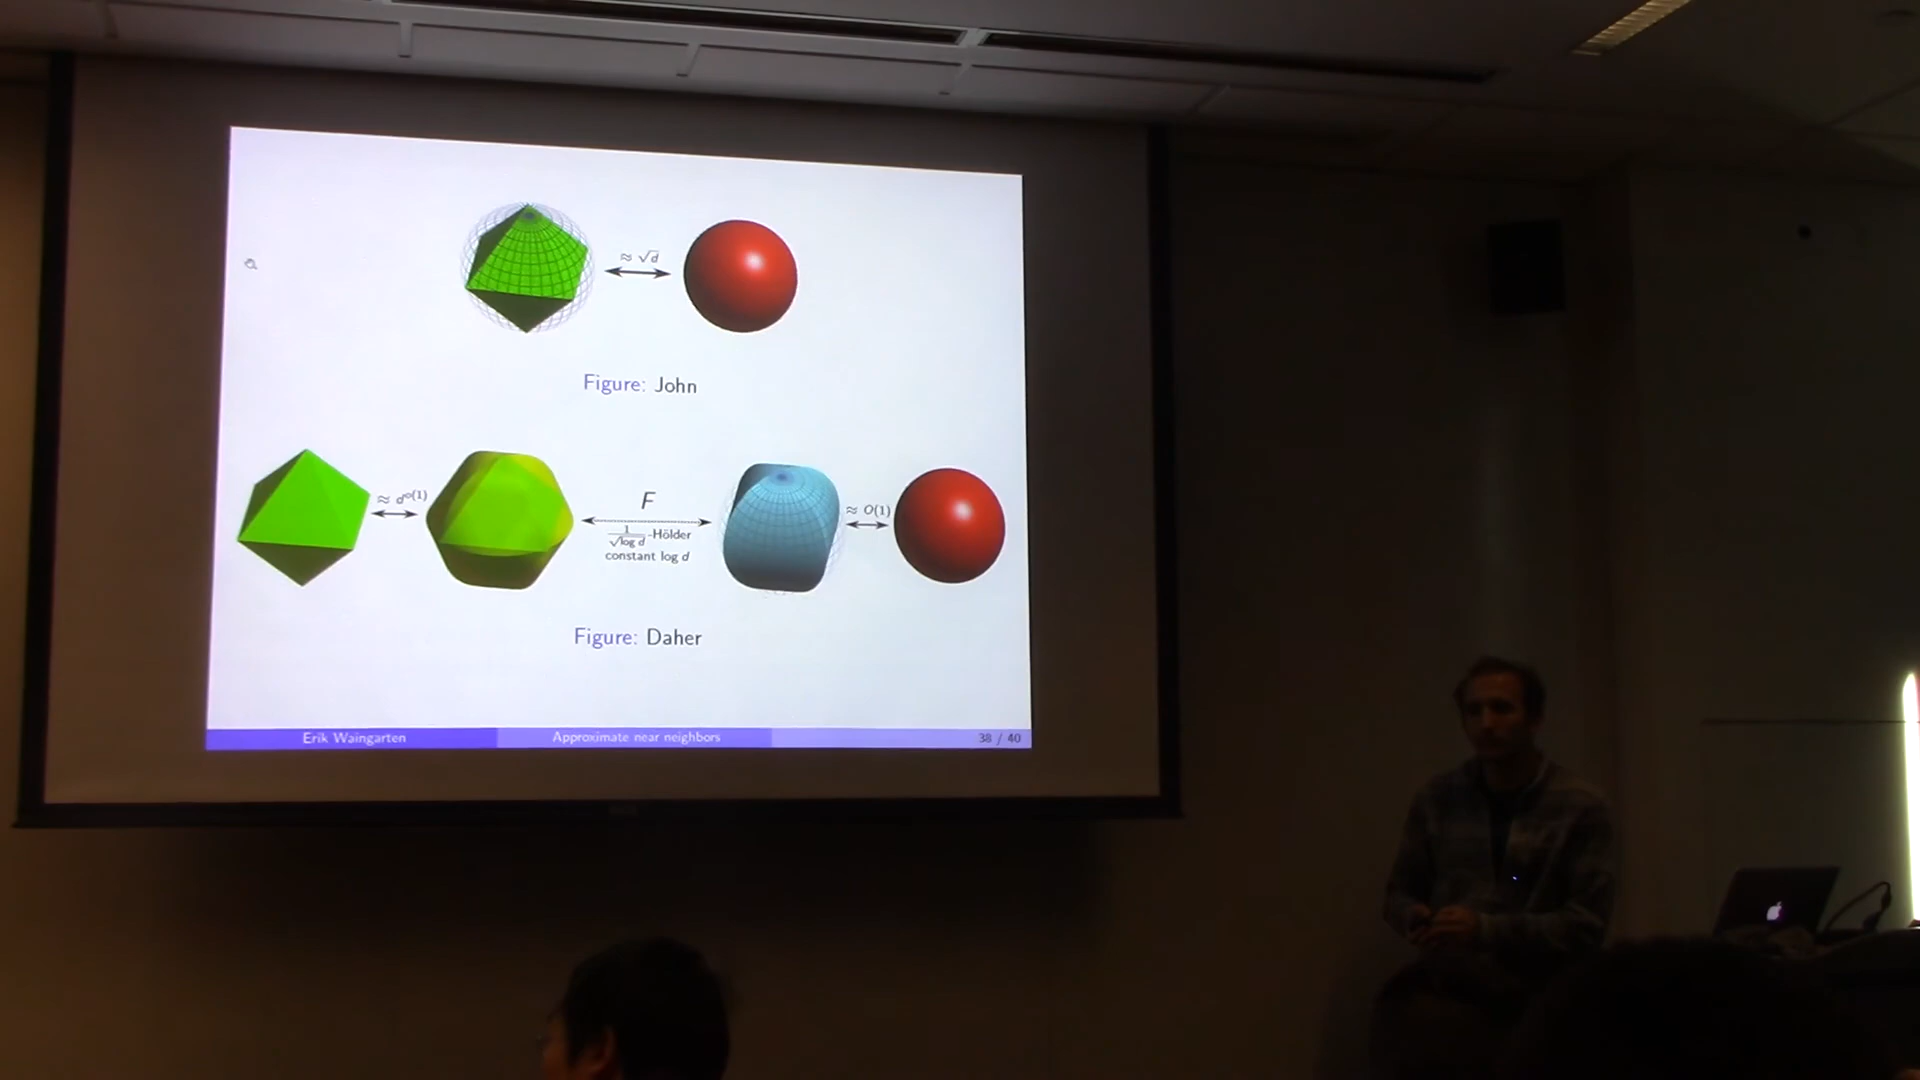 ≈ √d
Figure: John
≈ d^o(1)
F
1/√log d -Hölder
constant log d
≈ O(1)
Figure: Daher
Erik Waingarten Approximate near neighbors 38 / 40